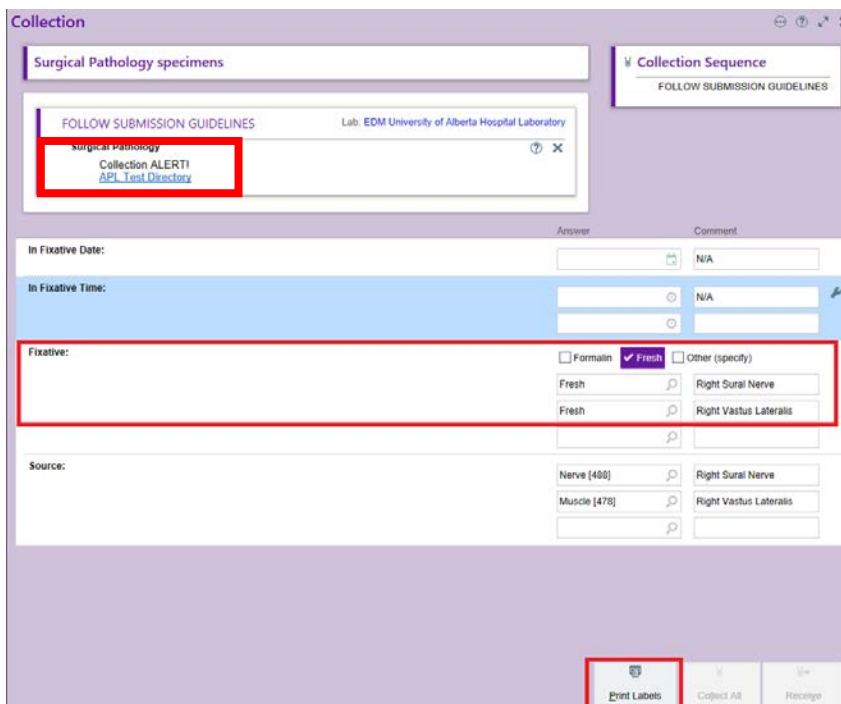 Collection
Surgical Pathology specimens
Collection Sequence
FOLLOW SUBMISSION GUIDELINES
FOLLOW SUBMISSION GUIDELINES Lab: EDM University of Alberta Hospital Laboratory
Surgical Pathology
Collection ALERT!
APL Test Directory
Answer Comment
In Fixative Date: N/A
In Fixative Time: N/A
Fixative: Formalin Fresh Other (specify)
Fresh Right Sural Nerve
Fresh Right Vastus Lateralis
Source: Nerve [488] Right Sural Nerve
Muscle [478] Right Vastus Lateralis
Print Labels Collect All Receive